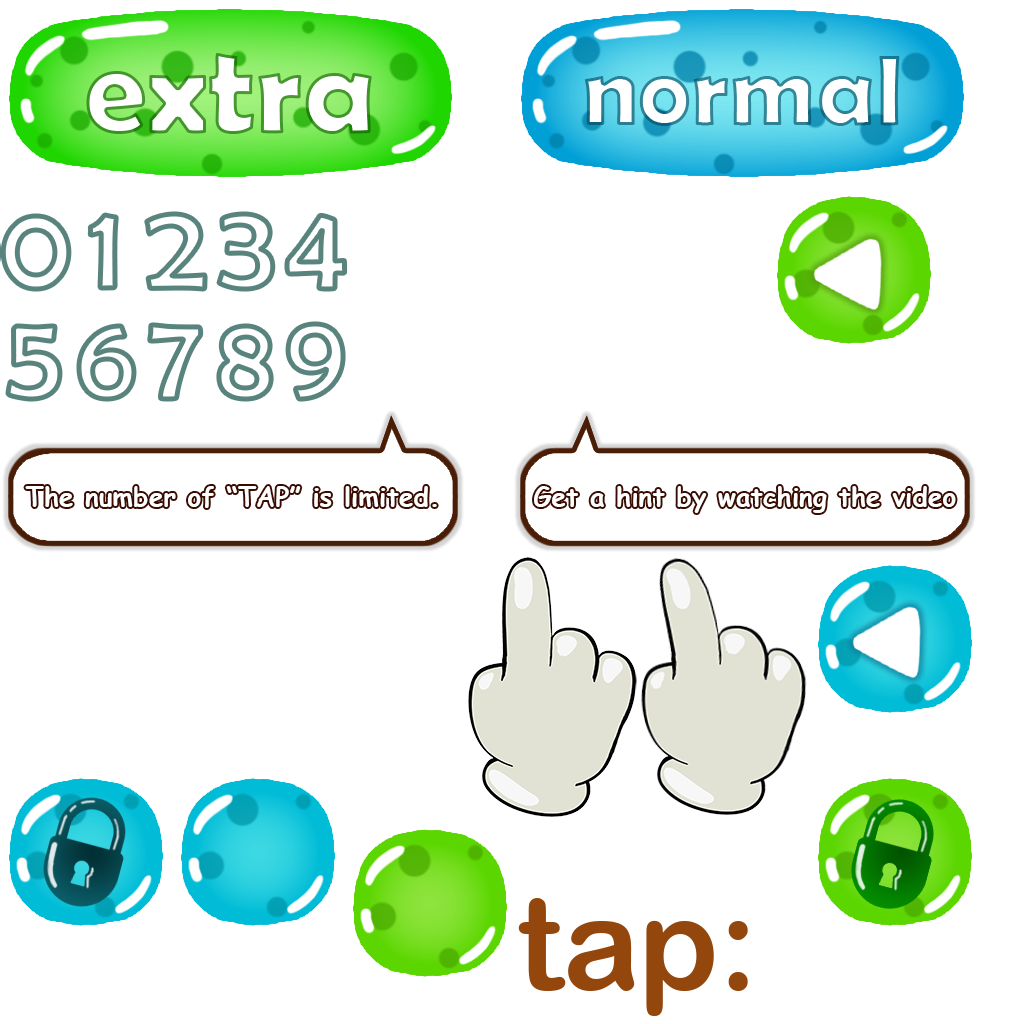 extra
normal
01234
56789
The number of “TAP” is limited.
Get a hint by watching the video
tap: